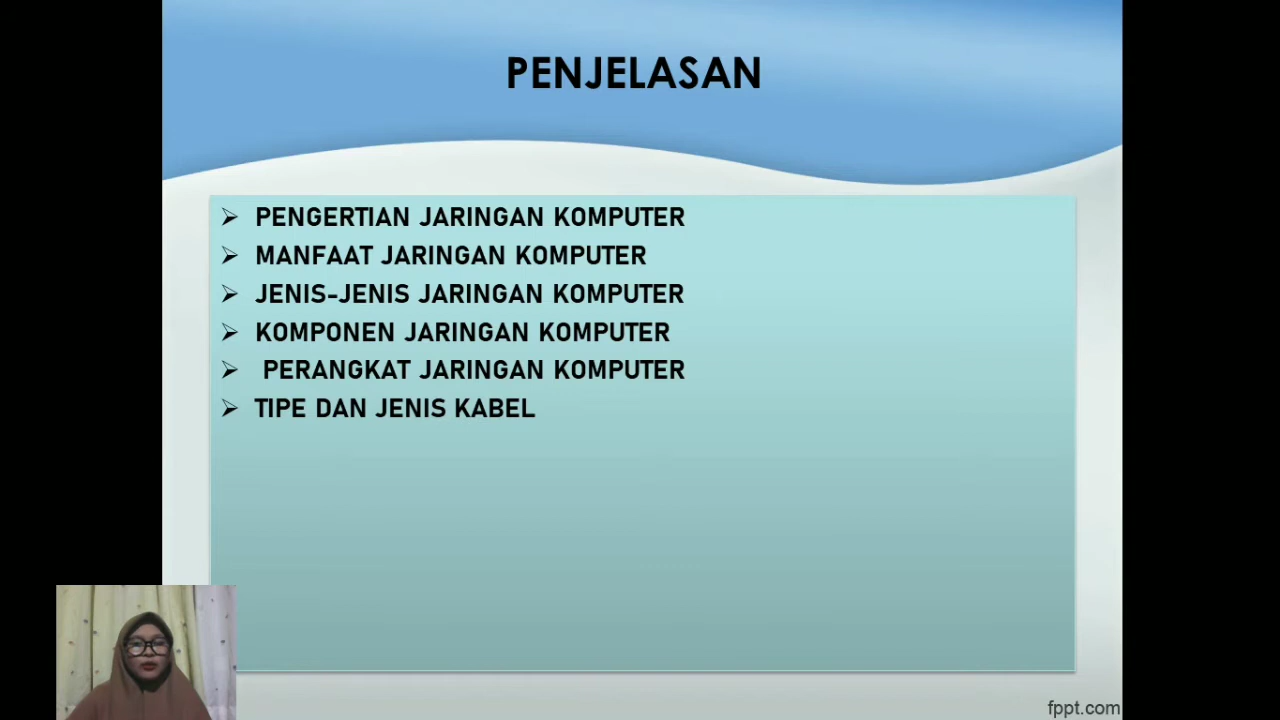 PENJELASAN
PENGERTIAN JARINGAN KOMPUTER
MANFAAT JARINGAN KOMPUTER
JENIS-JENIS JARINGAN KOMPUTER
KOMPONEN JARINGAN KOMPUTER
PERANGKAT JARINGAN KOMPUTER
TIPE DAN JENIS KABEL
fppt.com